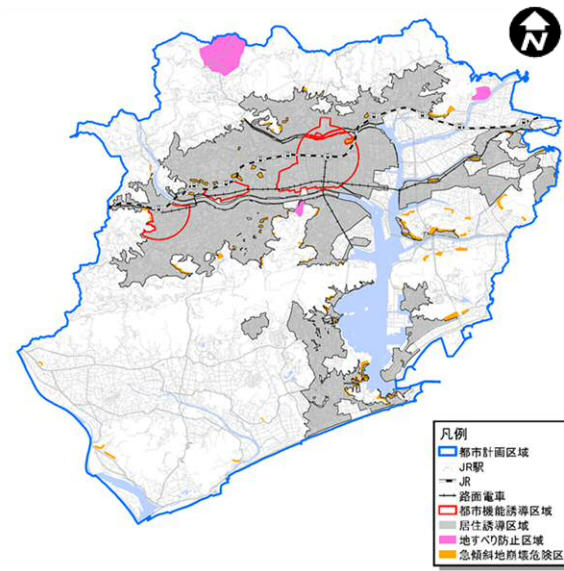 N
凡例
都市計画区域
JR駅
JR
路面電車
都市機能誘導区域
居住誘導区域
地すべり防止区域
急傾斜地崩壊危険区